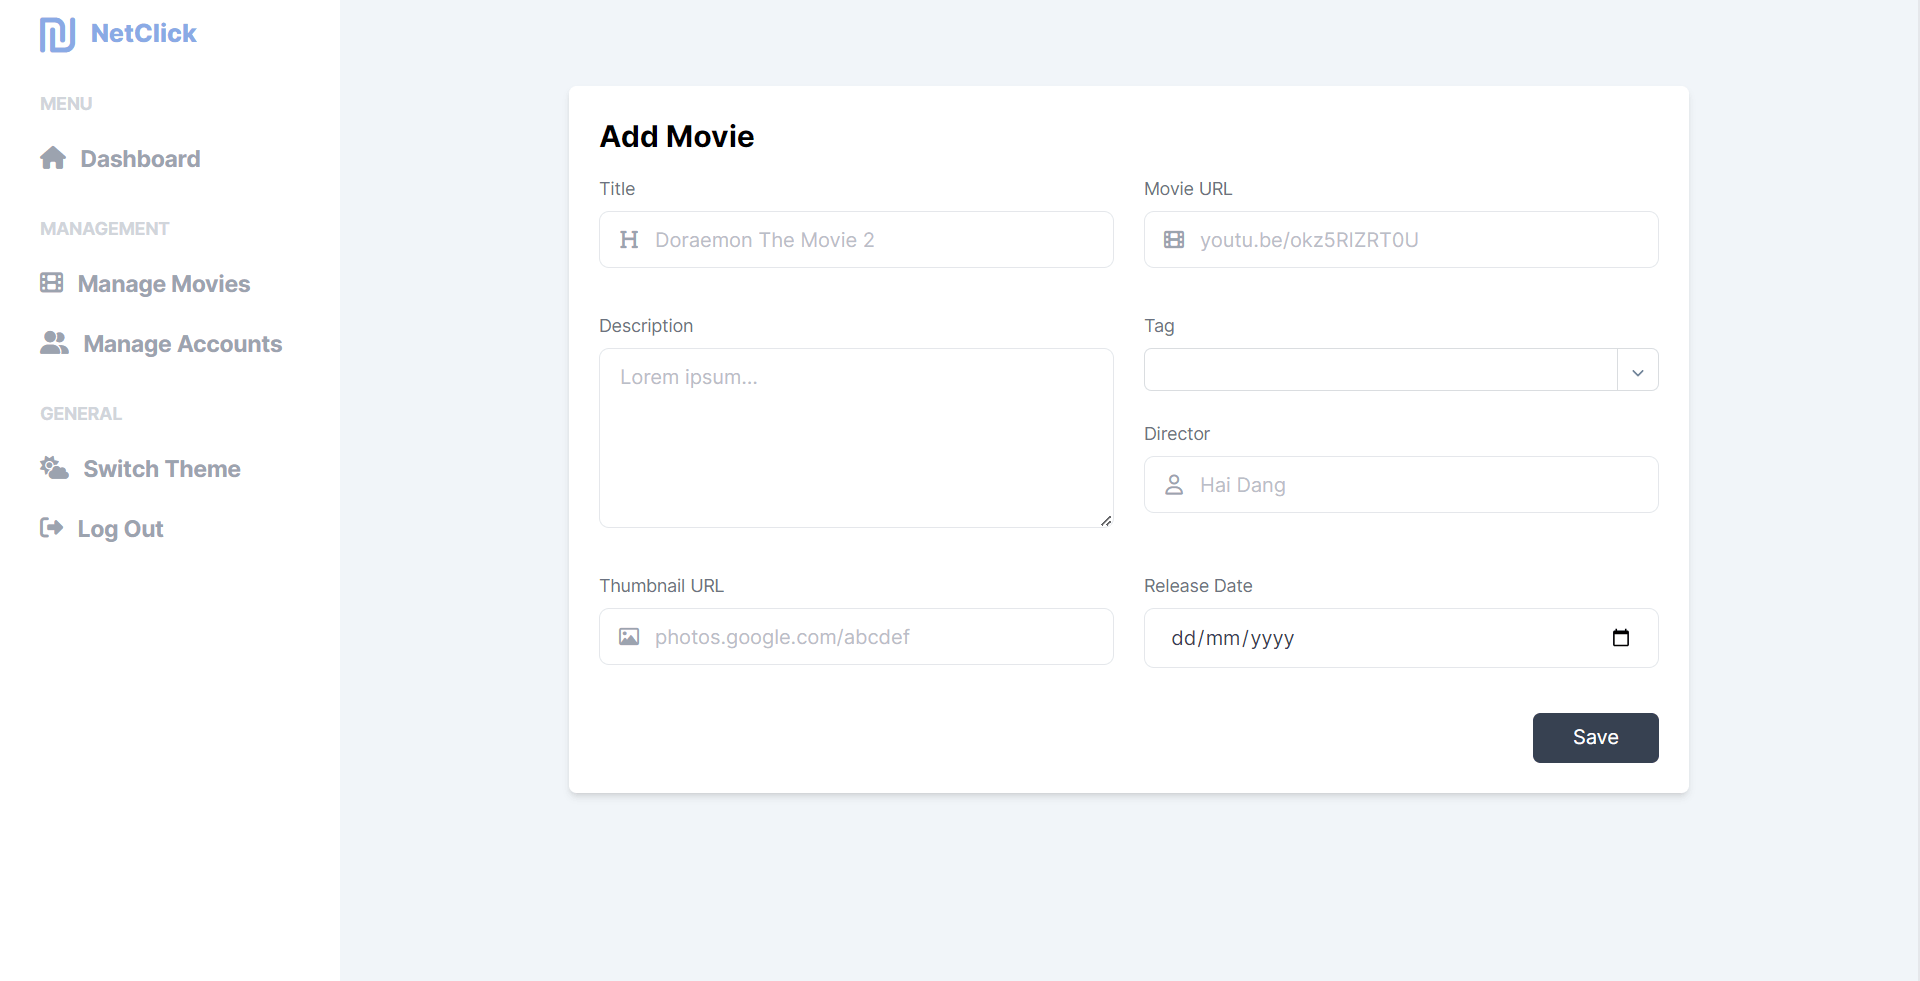 NetClick
MENU
Dashboard
MANAGEMENT
Manage Movies
Manage Accounts
GENERAL
Switch Theme
Log Out
Add Movie
Title
Doraemon The Movie 2
Movie URL
youtu.be/okz5RlZRT0U
Description
Lorem ipsum...
Tag
Director
Hai Dang
Thumbnail URL
photos.google.com/abcdef
Release Date
dd/mm/yyyy
Save